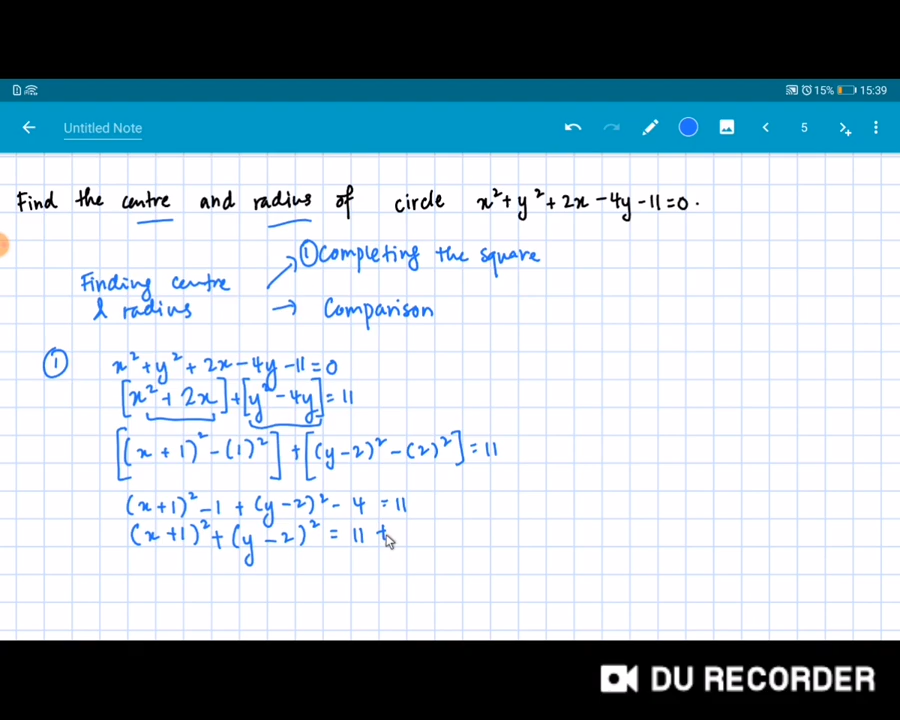 15% 15:39
Untitled Note 5
Find the centre and radius of circle x² + y² + 2x - 4y - 11 = 0.
① Completing the square
Finding centre
& radius → Comparison
① x² + y² + 2x - 4y - 11 = 0
[x² + 2x] + [y² - 4y] = 11
[(x + 1)² - (1)²] + [(y - 2)² - (2)²] = 11
(x + 1)² - 1 + (y - 2)² - 4 = 11
(x + 1)² + (y - 2)² = 11 +
DU RECORDER